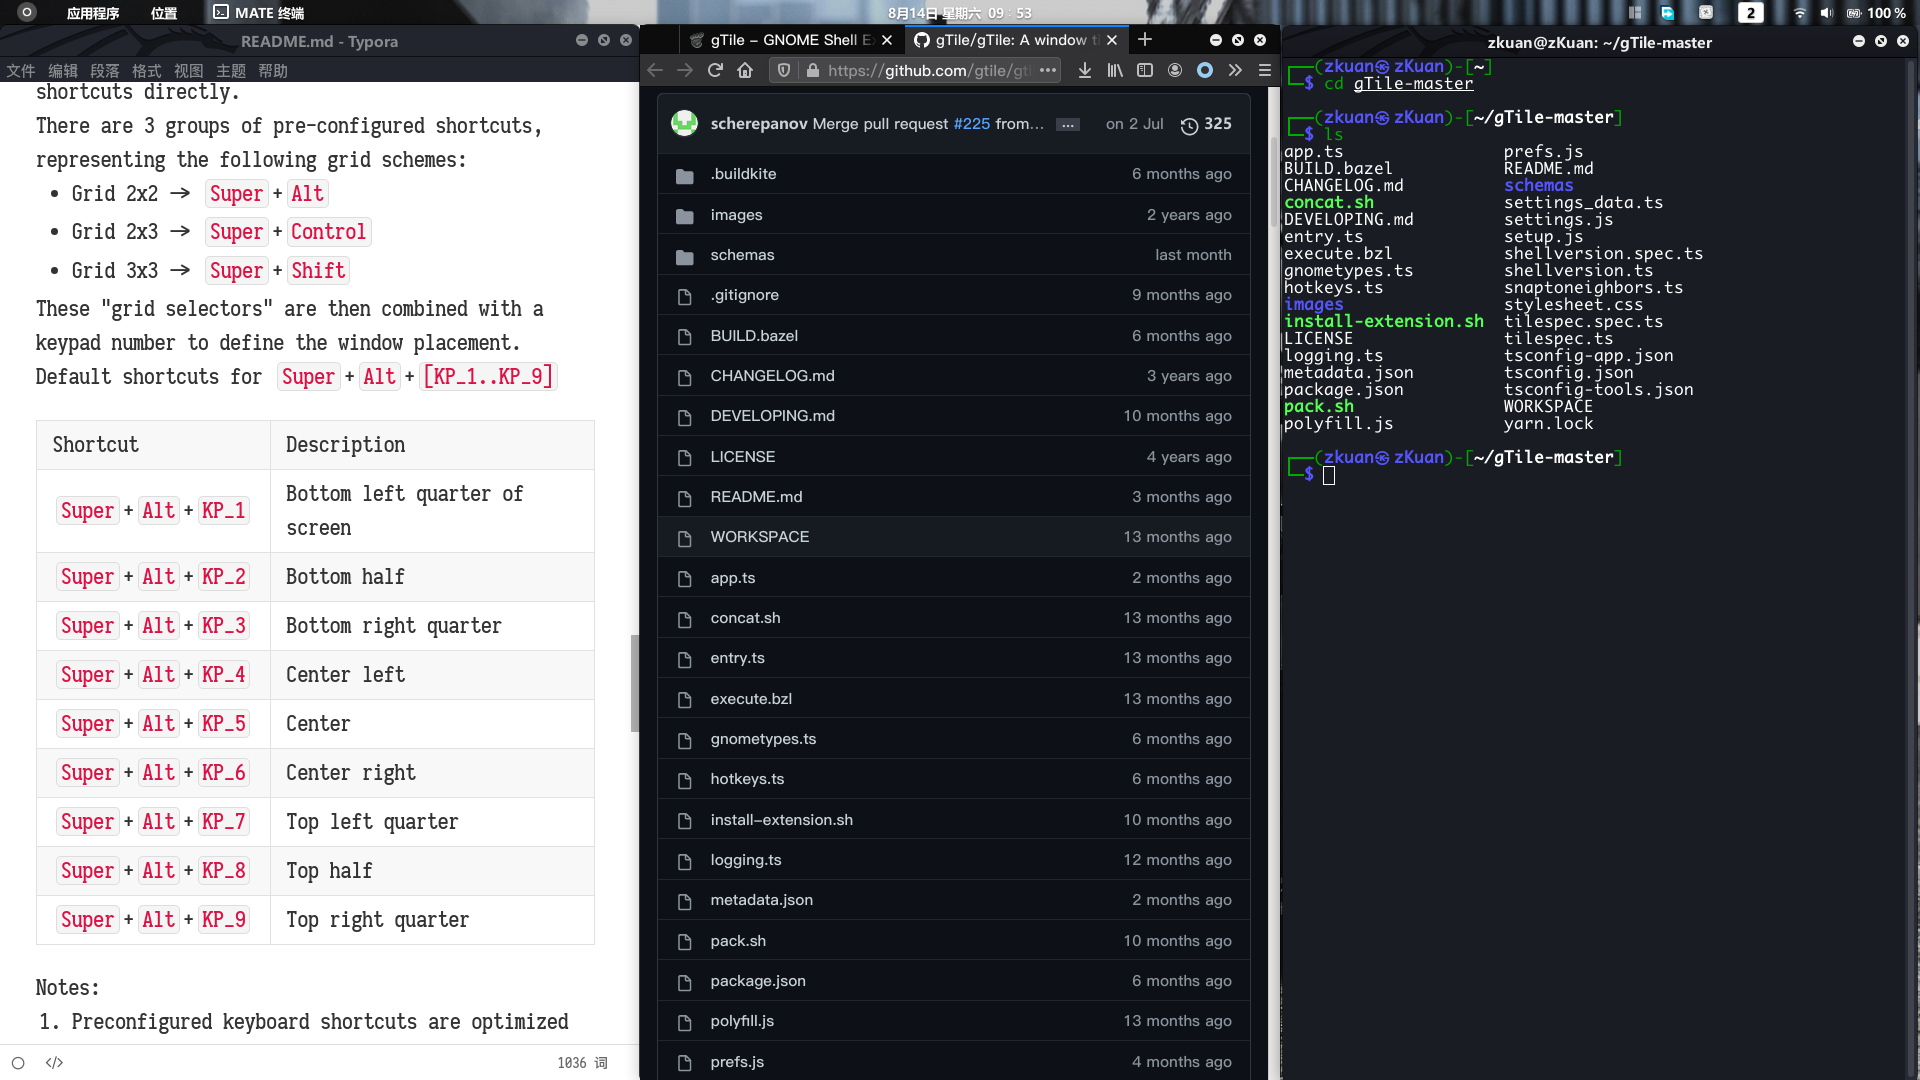 应用程序 位置 MATE 终端
8月14日 星期六 09：53
2 100 %
README.md - Typora
文件 编辑 段落 格式 视图 主题 帮助
shortcuts directly.
There are 3 groups of pre-configured shortcuts,
representing the following grid schemes:
• Grid 2x2 -> Super + Alt
• Grid 2x3 -> Super + Control
• Grid 3x3 -> Super + Shift
These "grid selectors" are then combined with a
keypad number to define the window placement.
Default shortcuts for Super + Alt + [KP_1..KP_9]
Shortcut Description
Super + Alt + KP_1 Bottom left quarter of
screen
Super + Alt + KP_2 Bottom half
Super + Alt + KP_3 Bottom right quarter
Super + Alt + KP_4 Center left
Super + Alt + KP_5 Center
Super + Alt + KP_6 Center right
Super + Alt + KP_7 Top left quarter
Super + Alt + KP_8 Top half
Super + Alt + KP_9 Top right quarter
Notes:
1. Preconfigured keyboard shortcuts are optimized
</> 1036 词
gTile – GNOME Shell E
gTile/gTile: A window t
https://github.com/gtile/gt
scherepanov Merge pull request #225 from… ... on 2 Jul 325
.buildkite 6 months ago
images 2 years ago
schemas last month
.gitignore 9 months ago
BUILD.bazel 6 months ago
CHANGELOG.md 3 years ago
DEVELOPING.md 10 months ago
LICENSE 4 years ago
README.md 3 months ago
WORKSPACE 13 months ago
app.ts 2 months ago
concat.sh 13 months ago
entry.ts 13 months ago
execute.bzl 13 months ago
gnometypes.ts 6 months ago
hotkeys.ts 6 months ago
install-extension.sh 10 months ago
logging.ts 12 months ago
metadata.json 2 months ago
pack.sh 10 months ago
package.json 6 months ago
polyfill.js 13 months ago
prefs.js 4 months ago
zkuan@zKuan: ~/gTile-master
┌──(zkuan㉿zKuan)-[~]
└─$ cd gTile-master
┌──(zkuan㉿zKuan)-[~/gTile-master]
└─$ ls
app.ts prefs.js
BUILD.bazel README.md
CHANGELOG.md schemas
concat.sh settings_data.ts
DEVELOPING.md settings.js
entry.ts setup.js
execute.bzl shellversion.spec.ts
gnometypes.ts shellversion.ts
hotkeys.ts snaptoneighbors.ts
images stylesheet.css
install-extension.sh tilespec.spec.ts
LICENSE tilespec.ts
logging.ts tsconfig-app.json
metadata.json tsconfig.json
package.json tsconfig-tools.json
pack.sh WORKSPACE
polyfill.js yarn.lock
┌──(zkuan㉿zKuan)-[~/gTile-master]
└─$